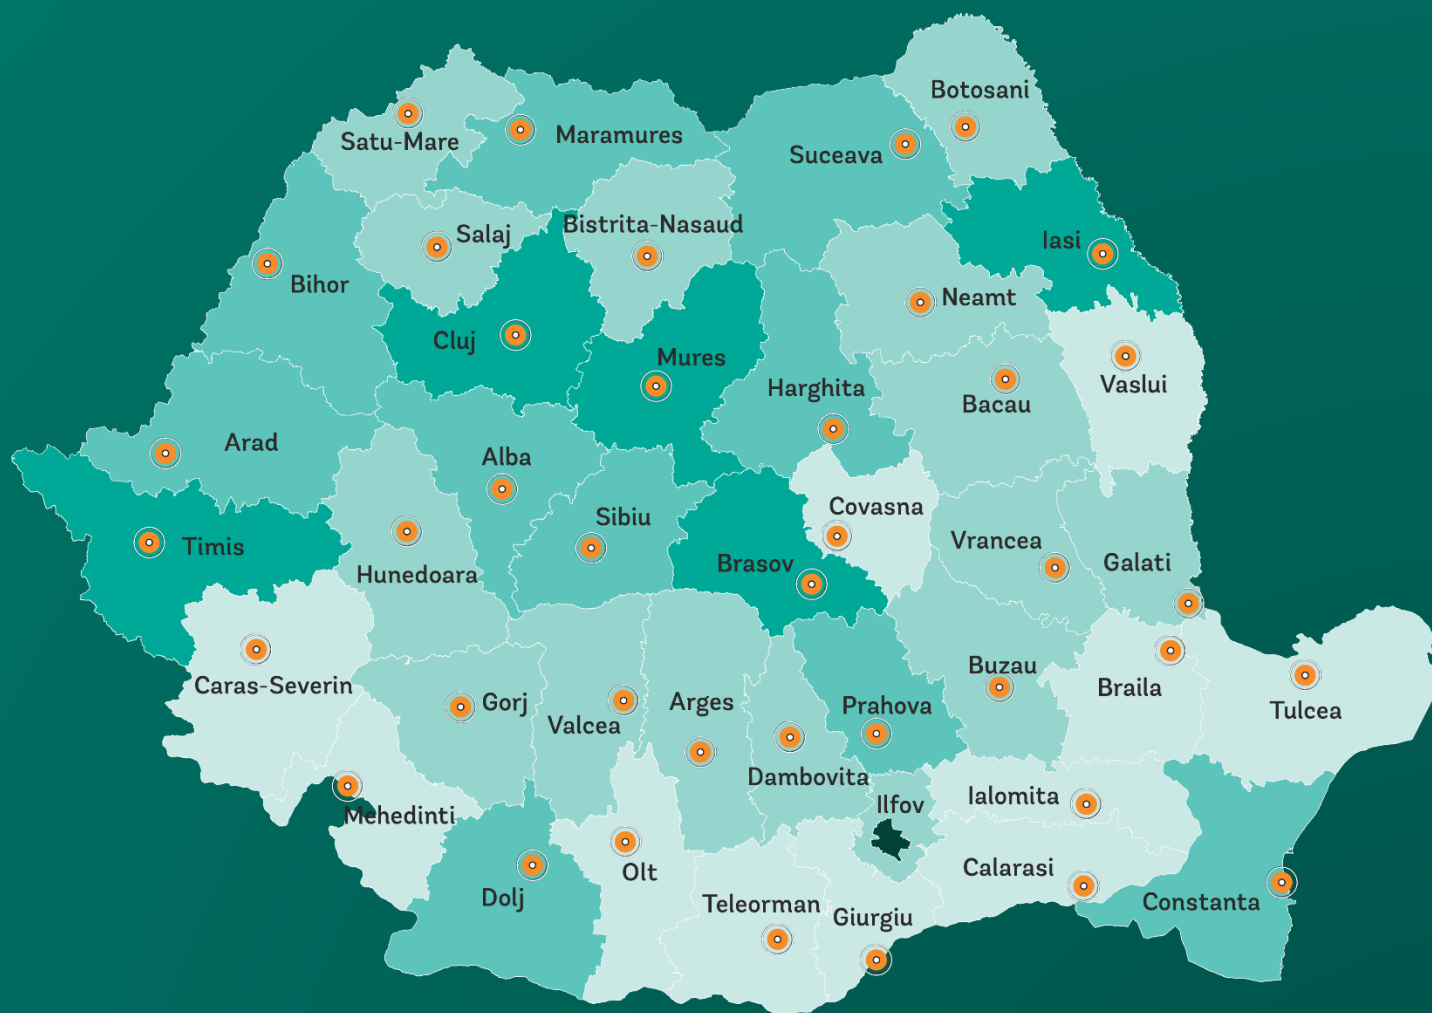 Botosani
Satu-Mare
Maramures
Suceava
Salaj
Bistrita-Nasaud
Iasi
Bihor
Neamt
Cluj
Mures
Harghita
Vaslui
Bacau
Arad
Alba
Covasna
Sibiu
Timis
Vrancea
Brasov
Galati
Hunedoara
Caras-Severin
Buzau
Braila
Gorj
Arges
Prahova
Tulcea
Valcea
Dambovita
Ialomita
Ilfov
Mehedinti
Calarasi
Olt
Dolj
Teleorman
Constanta
Giurgiu